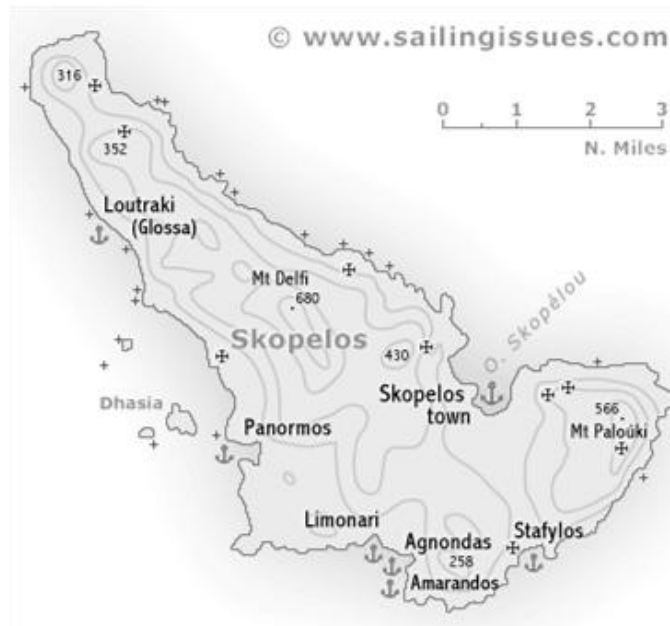 © www.sailingissues.com
316
0 1 2 3
N. Miles
352
Loutraki
(Glossa)
Mt Delfi
680
Skopelos
430
O. Skopélou
Skopelos
town
Dhasia
Panormos
566
Mt Paloúki
Limonari
Agnondas
Stafylos
258
Amarandos